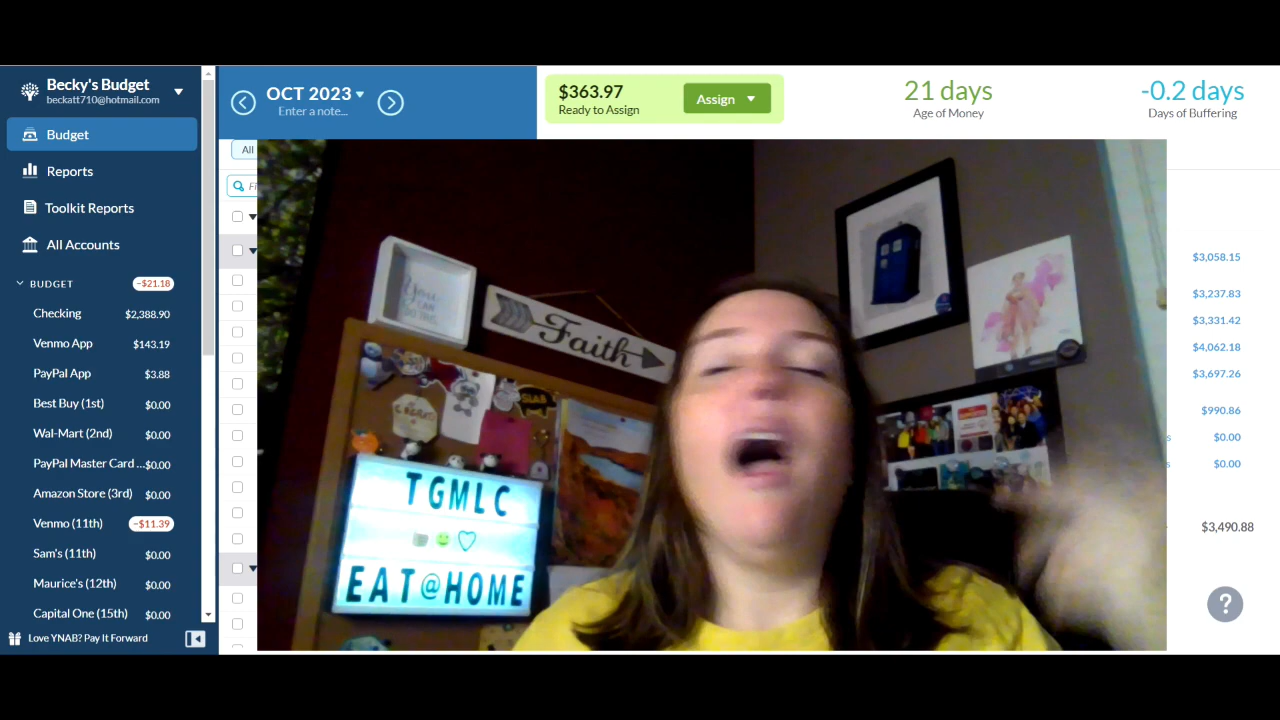 Becky's Budget
beckatt710@hotmail.com
Budget
Reports
Toolkit Reports
All Accounts
BUDGET -$21.18
Checking $2,388.90
Venmo App $143.19
PayPal App $3.88
Best Buy (1st) $0.00
Wal-Mart (2nd) $0.00
PayPal Master Card ... $0.00
Amazon Store (3rd) $0.00
Venmo (11th) -$11.39
Sam's (11th) $0.00
Maurice's (12th) $0.00
Capital One (15th) $0.00
Love YNAB? Pay It Forward
OCT 2023
Enter a note...
$363.97
Ready to Assign
Assign
21 days
Age of Money
-0.2 days
Days of Buffering
All
Fi
You
CAN
DO THIS
Faith
TGMLC
EAT@HOME
$3,058.15
$3,237.83
$3,331.42
$4,062.18
$3,697.26
$990.86
s $0.00
s $0.00
$3,490.88
?